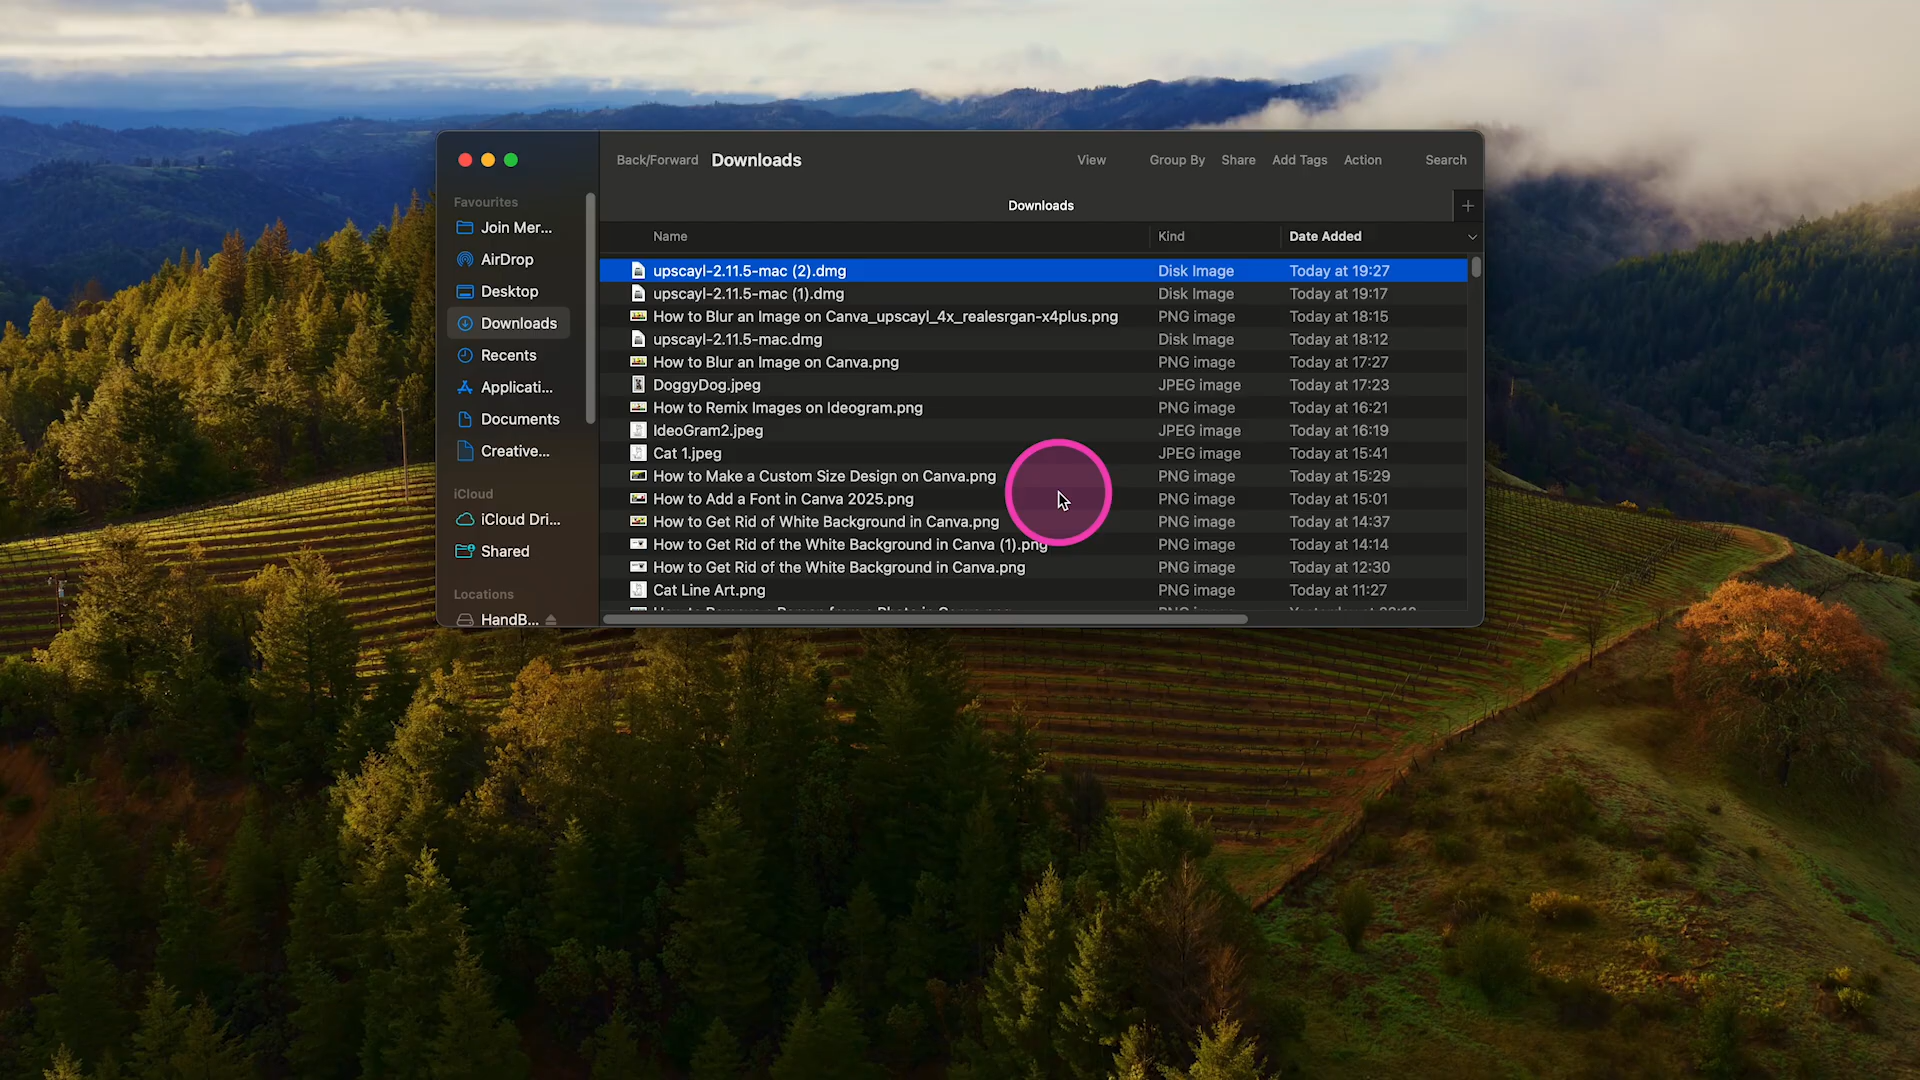 Back/Forward Downloads View Group By Share Add Tags Action Search
Downloads
Name Kind Date Added
Favourites
Join Mer...
AirDrop
Desktop
Downloads
Recents
Applicati...
Documents
Creative...
iCloud
iCloud Dri...
Shared
Locations
HandB...
upscayl-2.11.5-mac (2).dmg Disk Image Today at 19:27
upscayl-2.11.5-mac (1).dmg Disk Image Today at 19:17
How to Blur an Image on Canva_upscayl_4x_realesrgan-x4plus.png PNG image Today at 18:15
upscayl-2.11.5-mac.dmg Disk Image Today at 18:12
How to Blur an Image on Canva.png PNG image Today at 17:27
DoggyDog.jpeg JPEG image Today at 17:23
How to Remix Images on Ideogram.png PNG image Today at 16:21
IdeoGram2.jpeg JPEG image Today at 16:19
Cat 1.jpeg JPEG image Today at 15:41
How to Make a Custom Size Design on Canva.png PNG image Today at 15:29
How to Add a Font in Canva 2025.png PNG image Today at 15:01
How to Get Rid of White Background in Canva.png PNG image Today at 14:37
How to Get Rid of the White Background in Canva (1).png PNG image Today at 14:14
How to Get Rid of the White Background in Canva.png PNG image Today at 12:30
Cat Line Art.png PNG image Today at 11:27